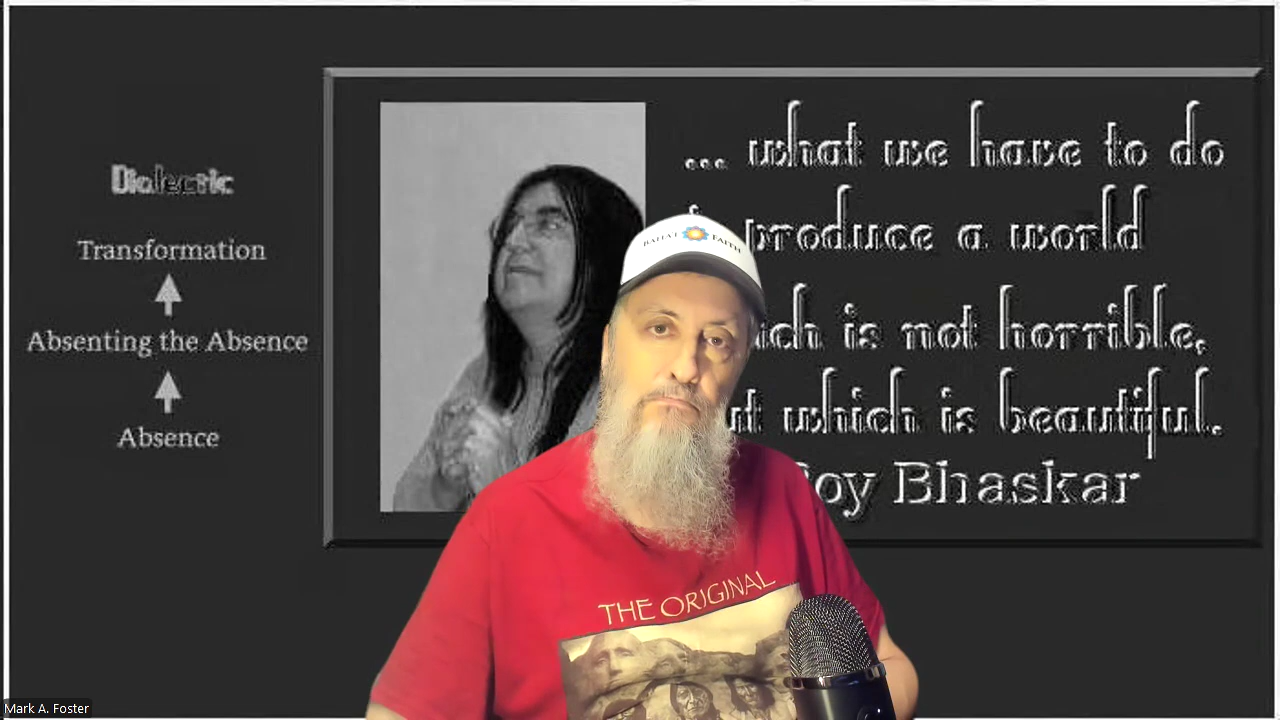 Dialectic
Transformation
Absenting the Absence
Absence
... what we have to do
produce a world
is not horrible,
which is beautiful.
Bhaskar
BAHA'I FAITH
THE ORIGINAL
Mark A. Foster